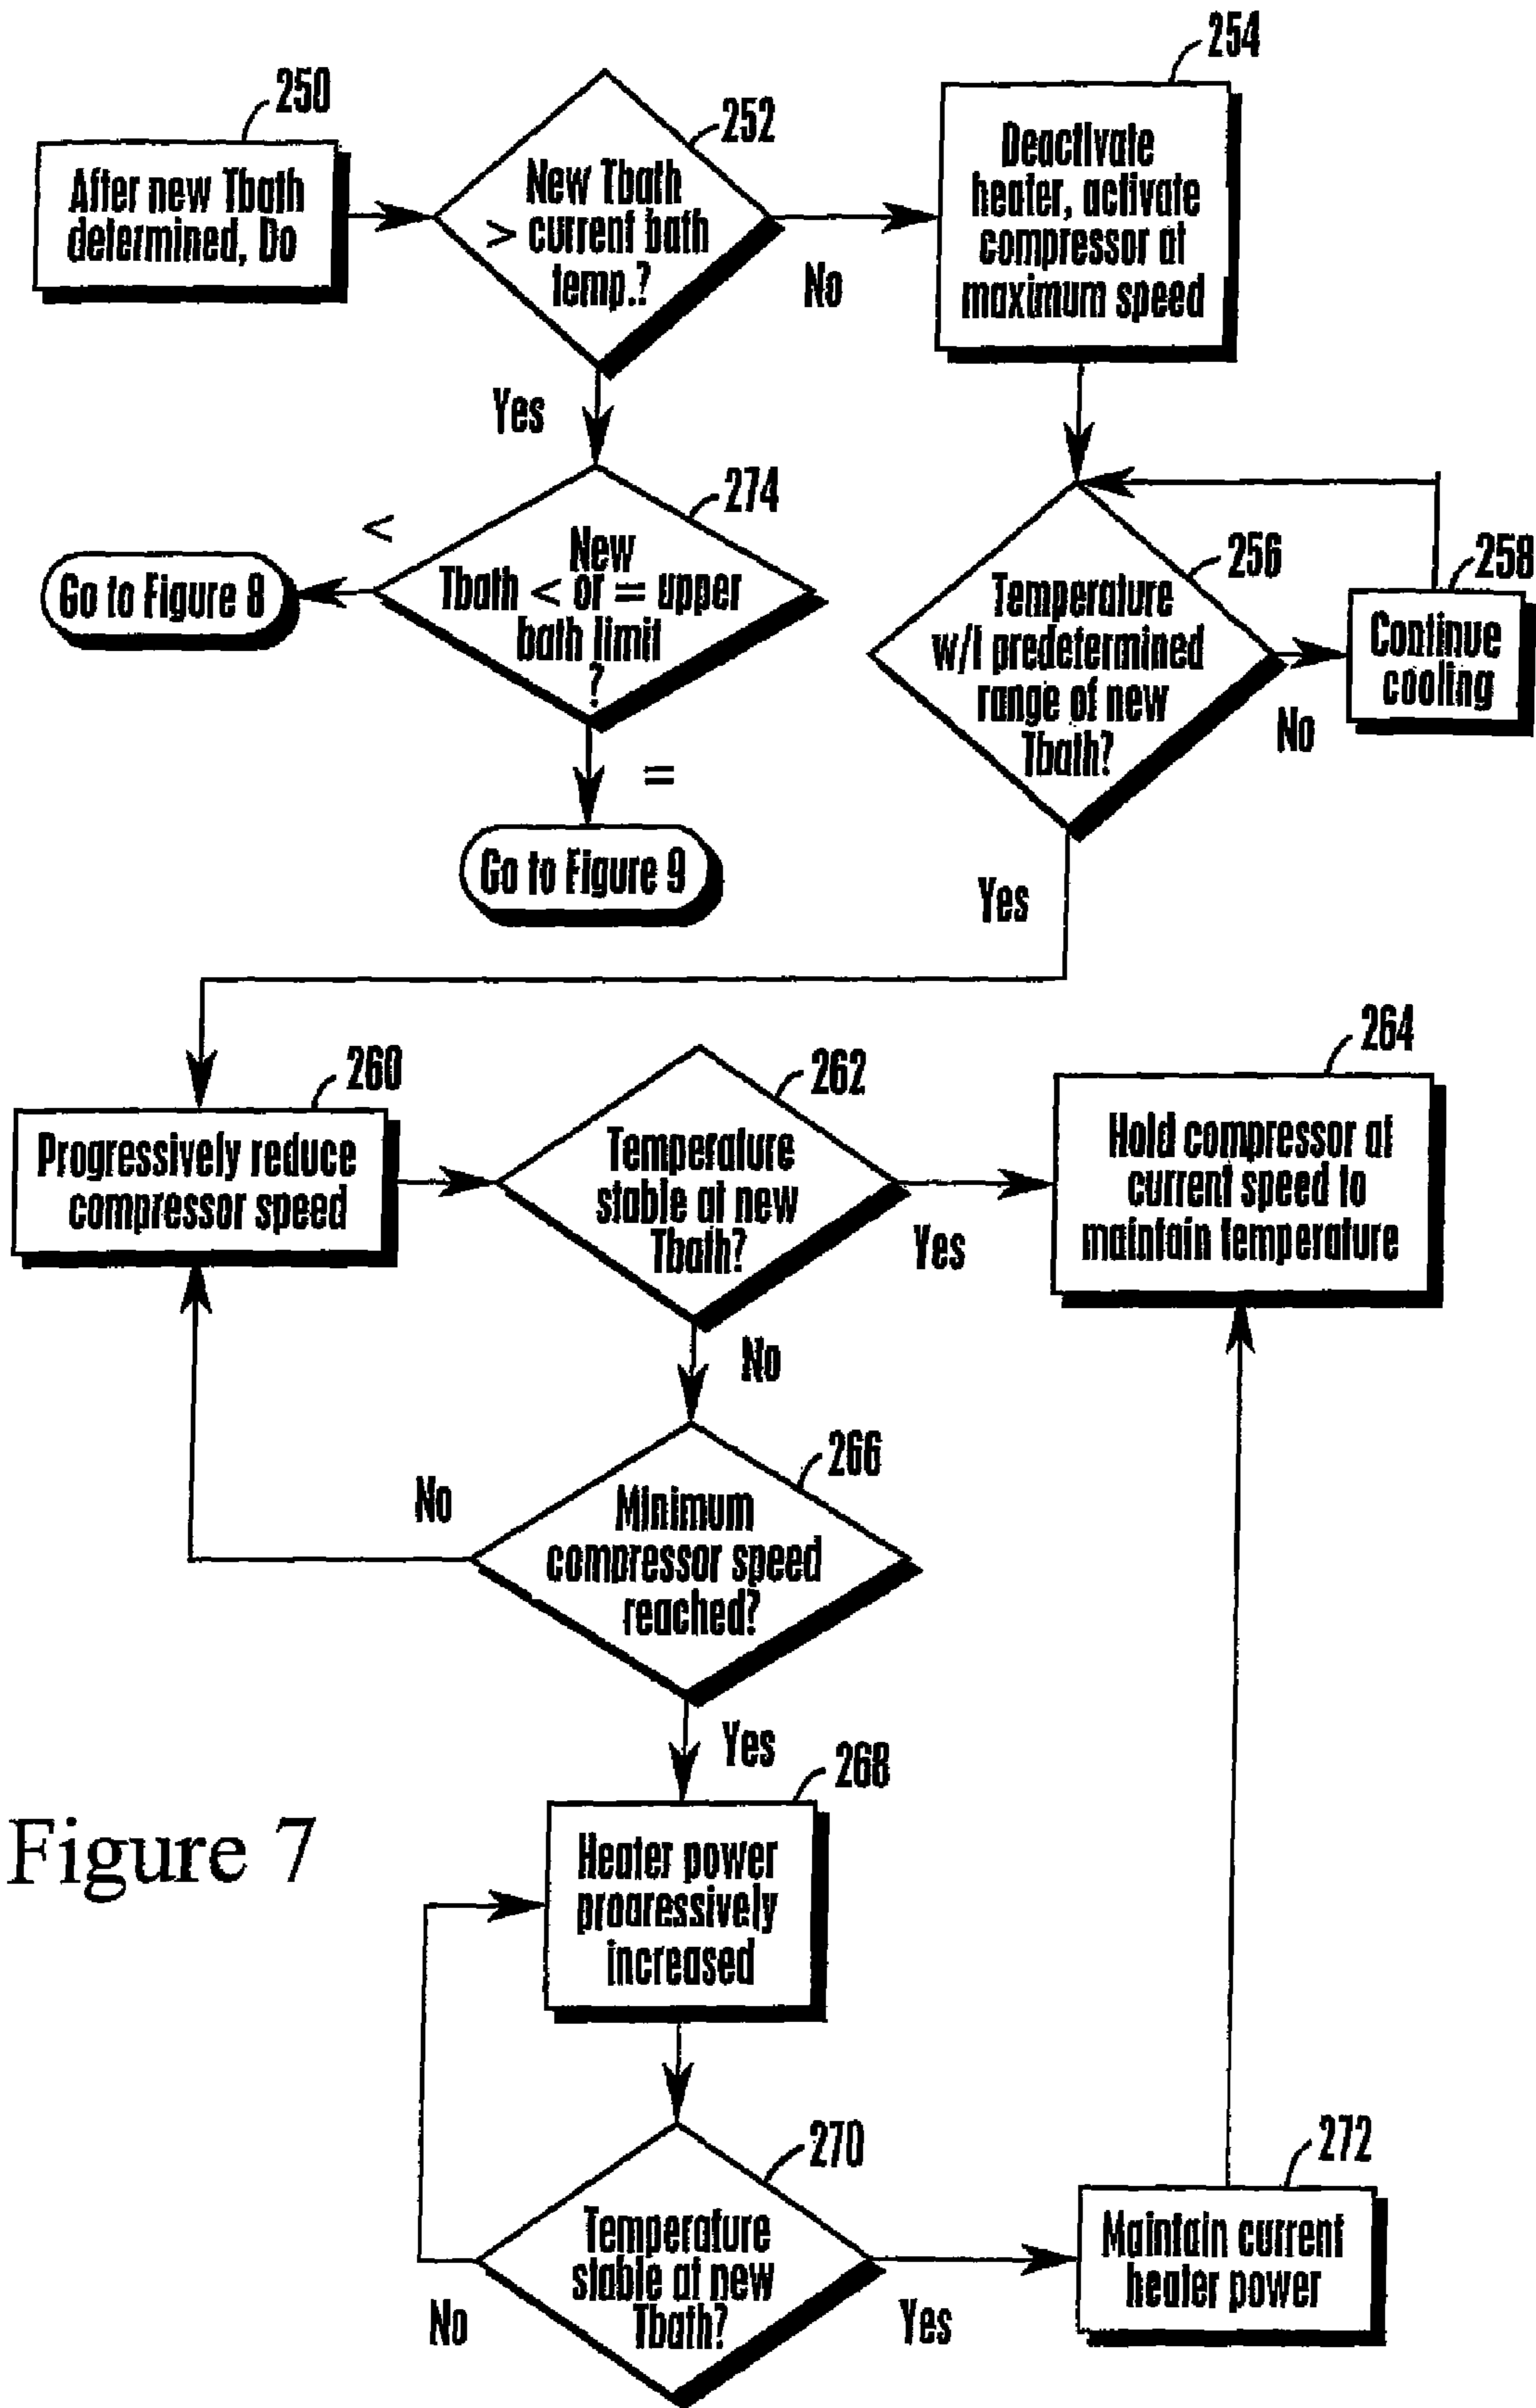 250
After new Tbath
determined, Do
252
New Tbath
> current bath
temp.?
No
Yes
254
Deactivate
heater, activate
compressor at
maximum speed
274
New
Tbath < or = upper
bath limit
?
<
Go to Figure 8
=
Go to Figure 9
256
Temperature
w/i predetermined
range of new
Tbath?
No
258
Continue
cooling
Yes
260
Progressively reduce
compressor speed
262
Temperature
stable at new
Tbath?
Yes
264
Hold compressor at
current speed to
maintain temperature
No
266
Minimum
compressor speed
reached?
No
Yes
268
Heater power
progressively
increased
Figure 7
270
Temperature
stable at new
Tbath?
No
Yes
272
Maintain current
heater power